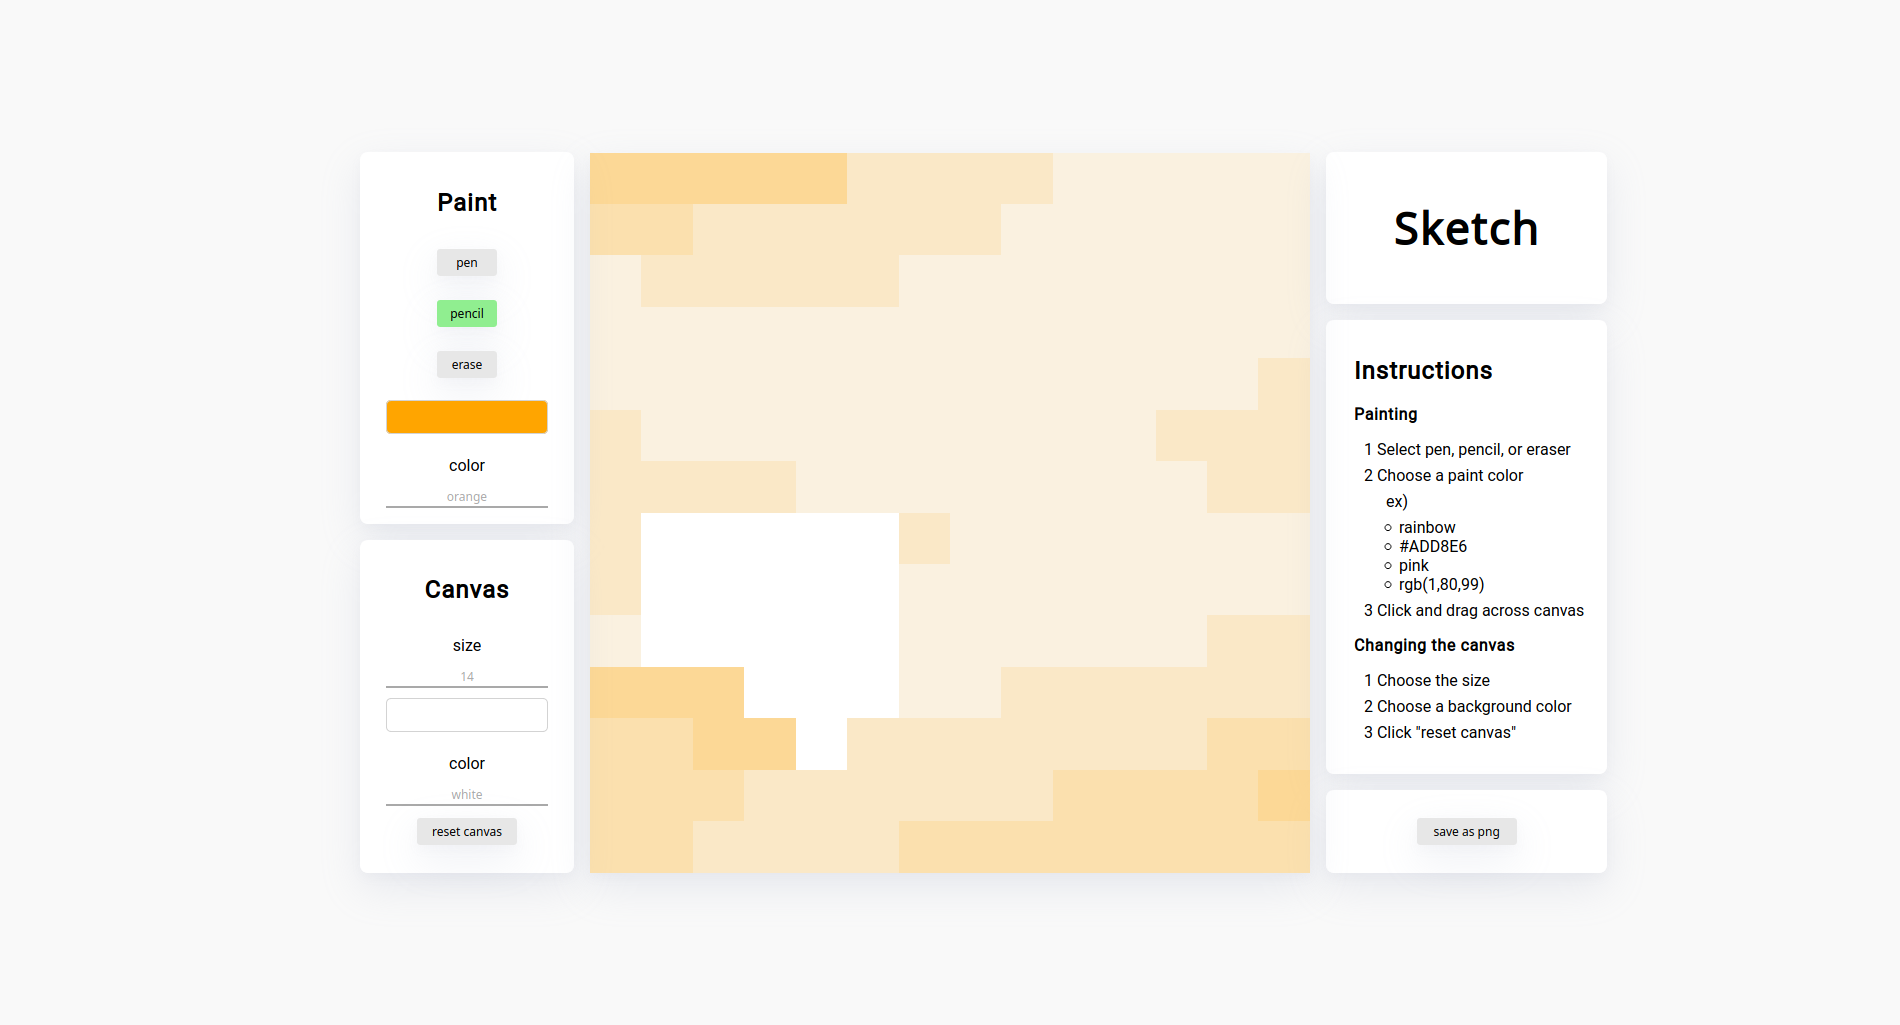 Paint
pen
pencil
erase
color
orange
Canvas
size
14
color
white
reset canvas
Sketch
Instructions
Painting
1 Select pen, pencil, or eraser
2 Choose a paint color
ex)
rainbow
#ADD8E6
pink
rgb(1,80,99)
3 Click and drag across canvas
Changing the canvas
1 Choose the size
2 Choose a background color
3 Click "reset canvas"
save as png